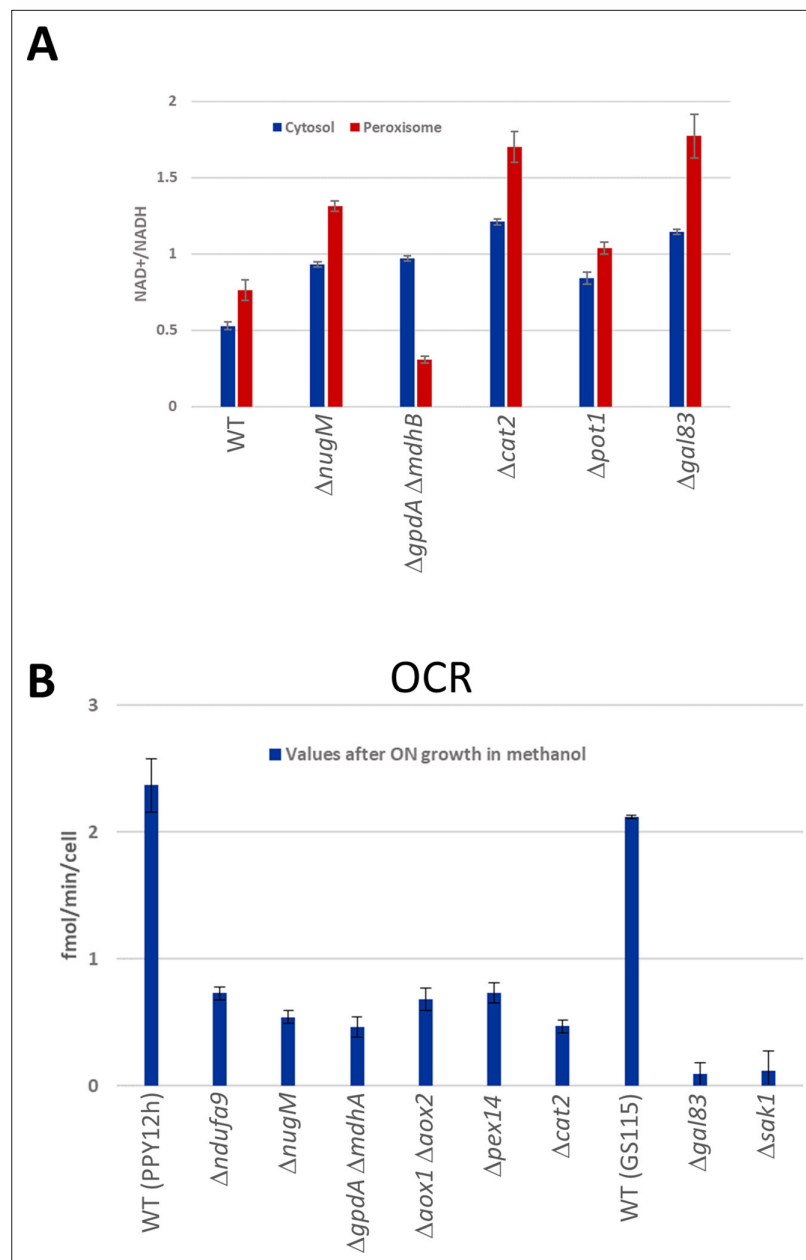 A
2
Cytosol Peroxisome
1.5
1
0.5
0
NAD+/NADH
WT
ΔnugM
ΔgpdA ΔmdhB
Δcat2
Δpot1
Δgal83
B
OCR
3
Values after ON growth in methanol
2
1
0
fmol/min/cell
WT (PPY12h)
Δndufa9
ΔnugM
ΔgpdA ΔmdhA
Δaox1 Δaox2
Δpex14
Δcat2
WT (GS115)
Δgal83
Δsak1